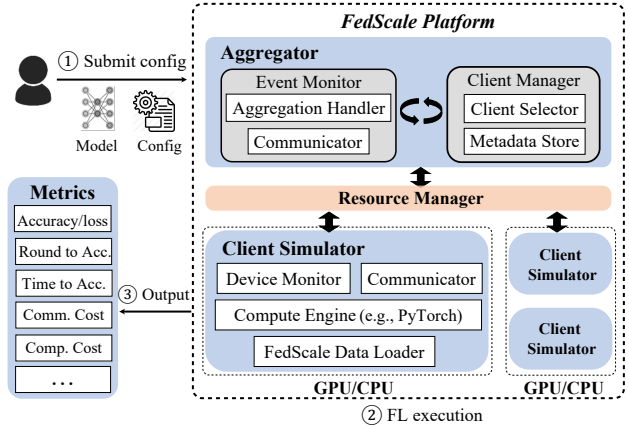 FedScale Platform
① Submit config
Model
Config
Aggregator
Event Monitor
Aggregation Handler
Communicator
Client Manager
Client Selector
Metadata Store
Resource Manager
Metrics
Accuracy/loss
Round to Acc.
Time to Acc.
Comm. Cost
Comp. Cost
...
③ Output
Client Simulator
Device Monitor
Communicator
Compute Engine (e.g., PyTorch)
FedScale Data Loader
GPU/CPU
Client
Simulator
Client
Simulator
GPU/CPU
② FL execution